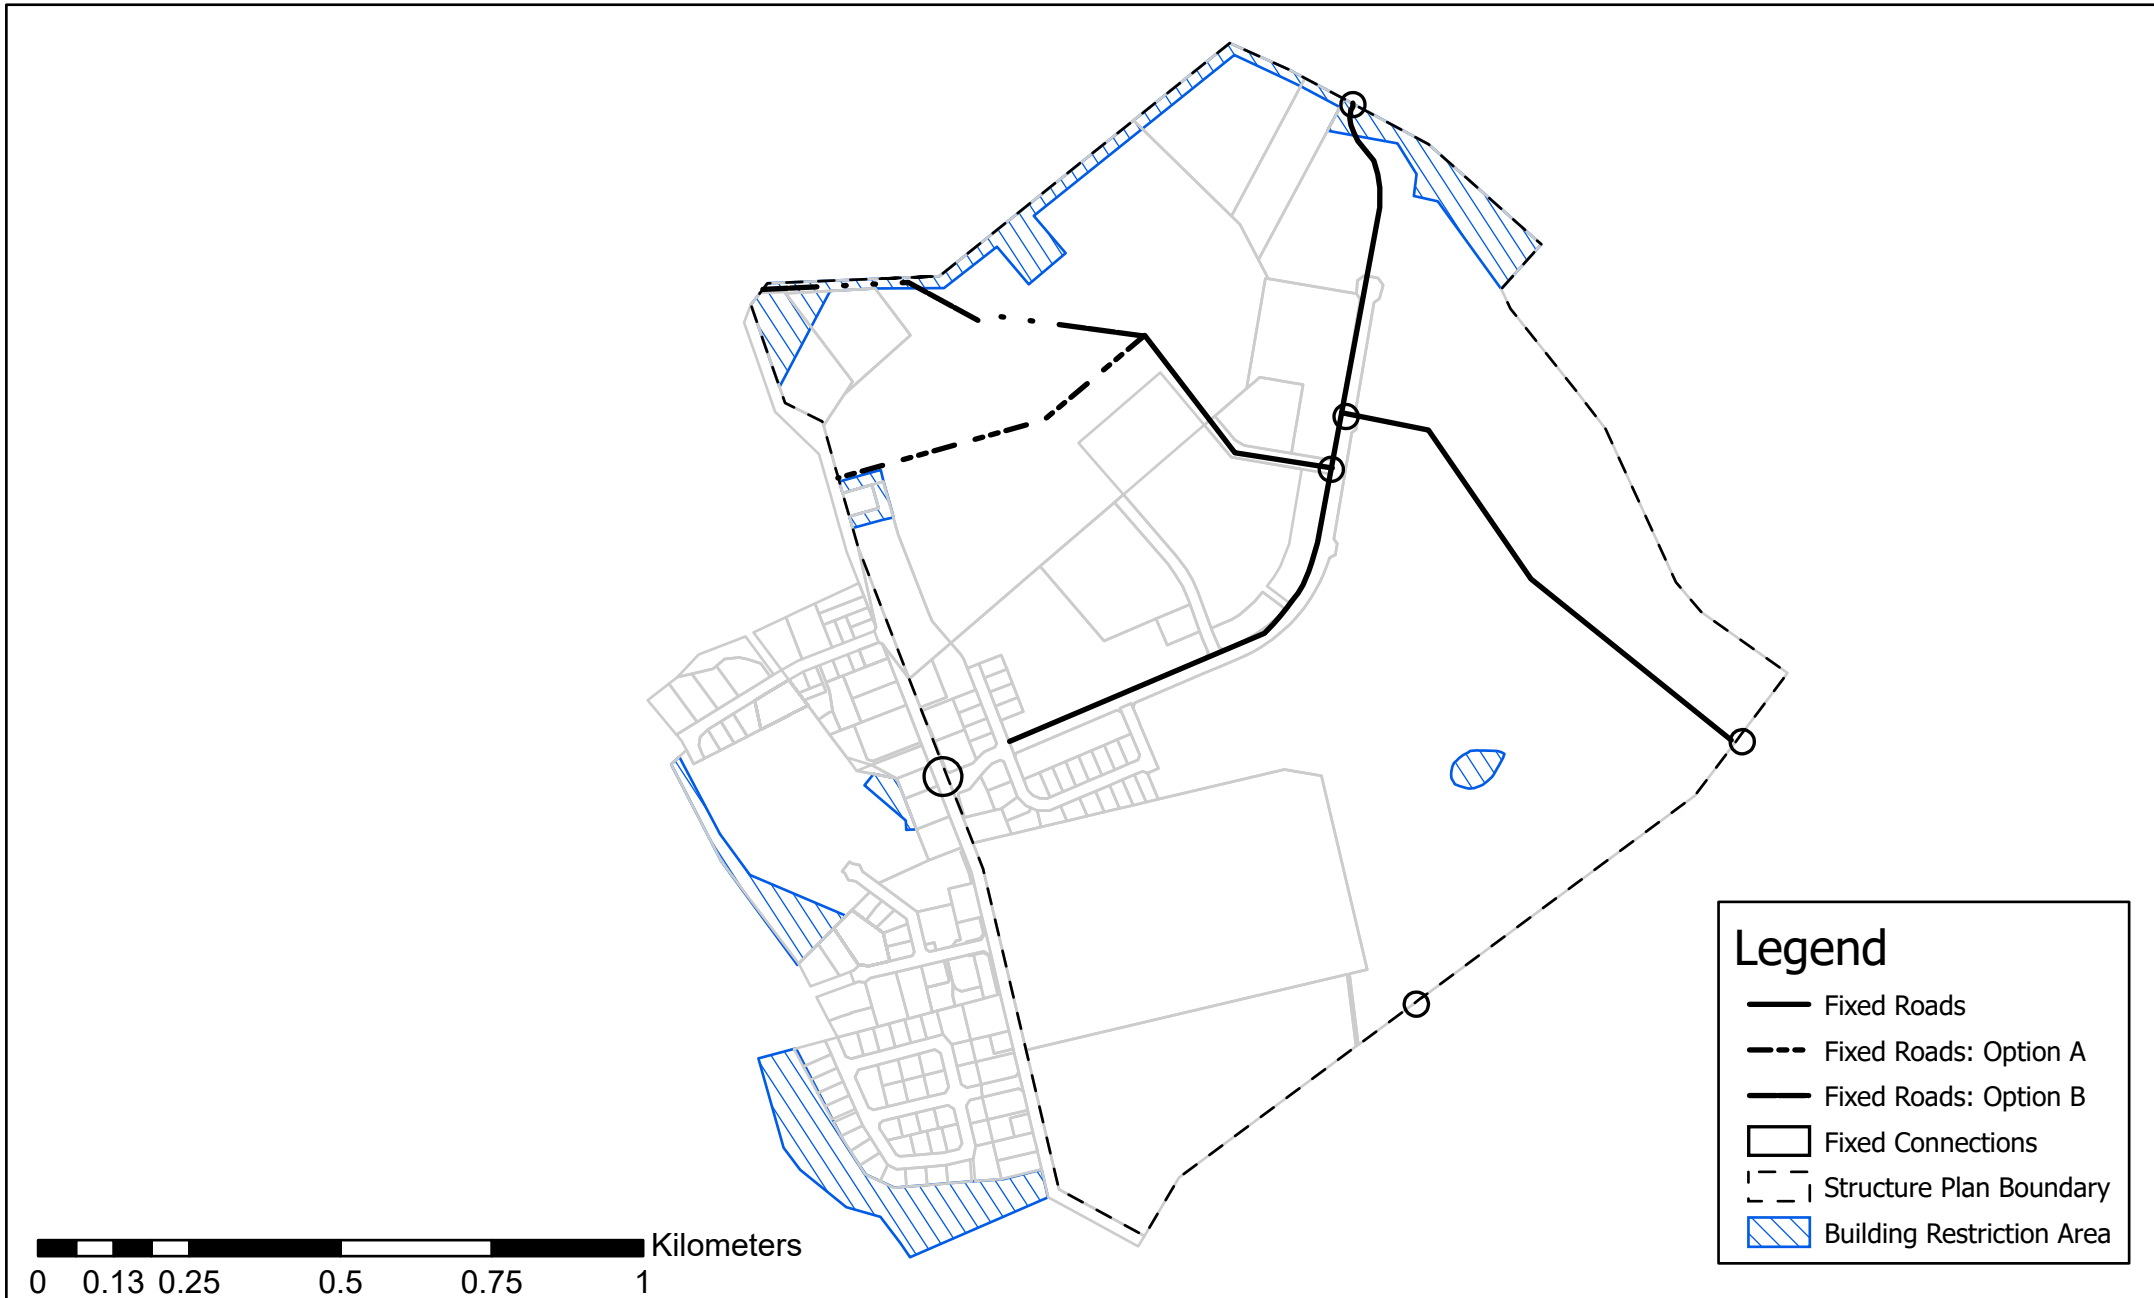 Legend
Fixed Roads
Fixed Roads: Option A
Fixed Roads: Option B
Fixed Connections
Structure Plan Boundary
Building Restriction Area
Kilometers
0 0.13 0.25 0.5 0.75 1